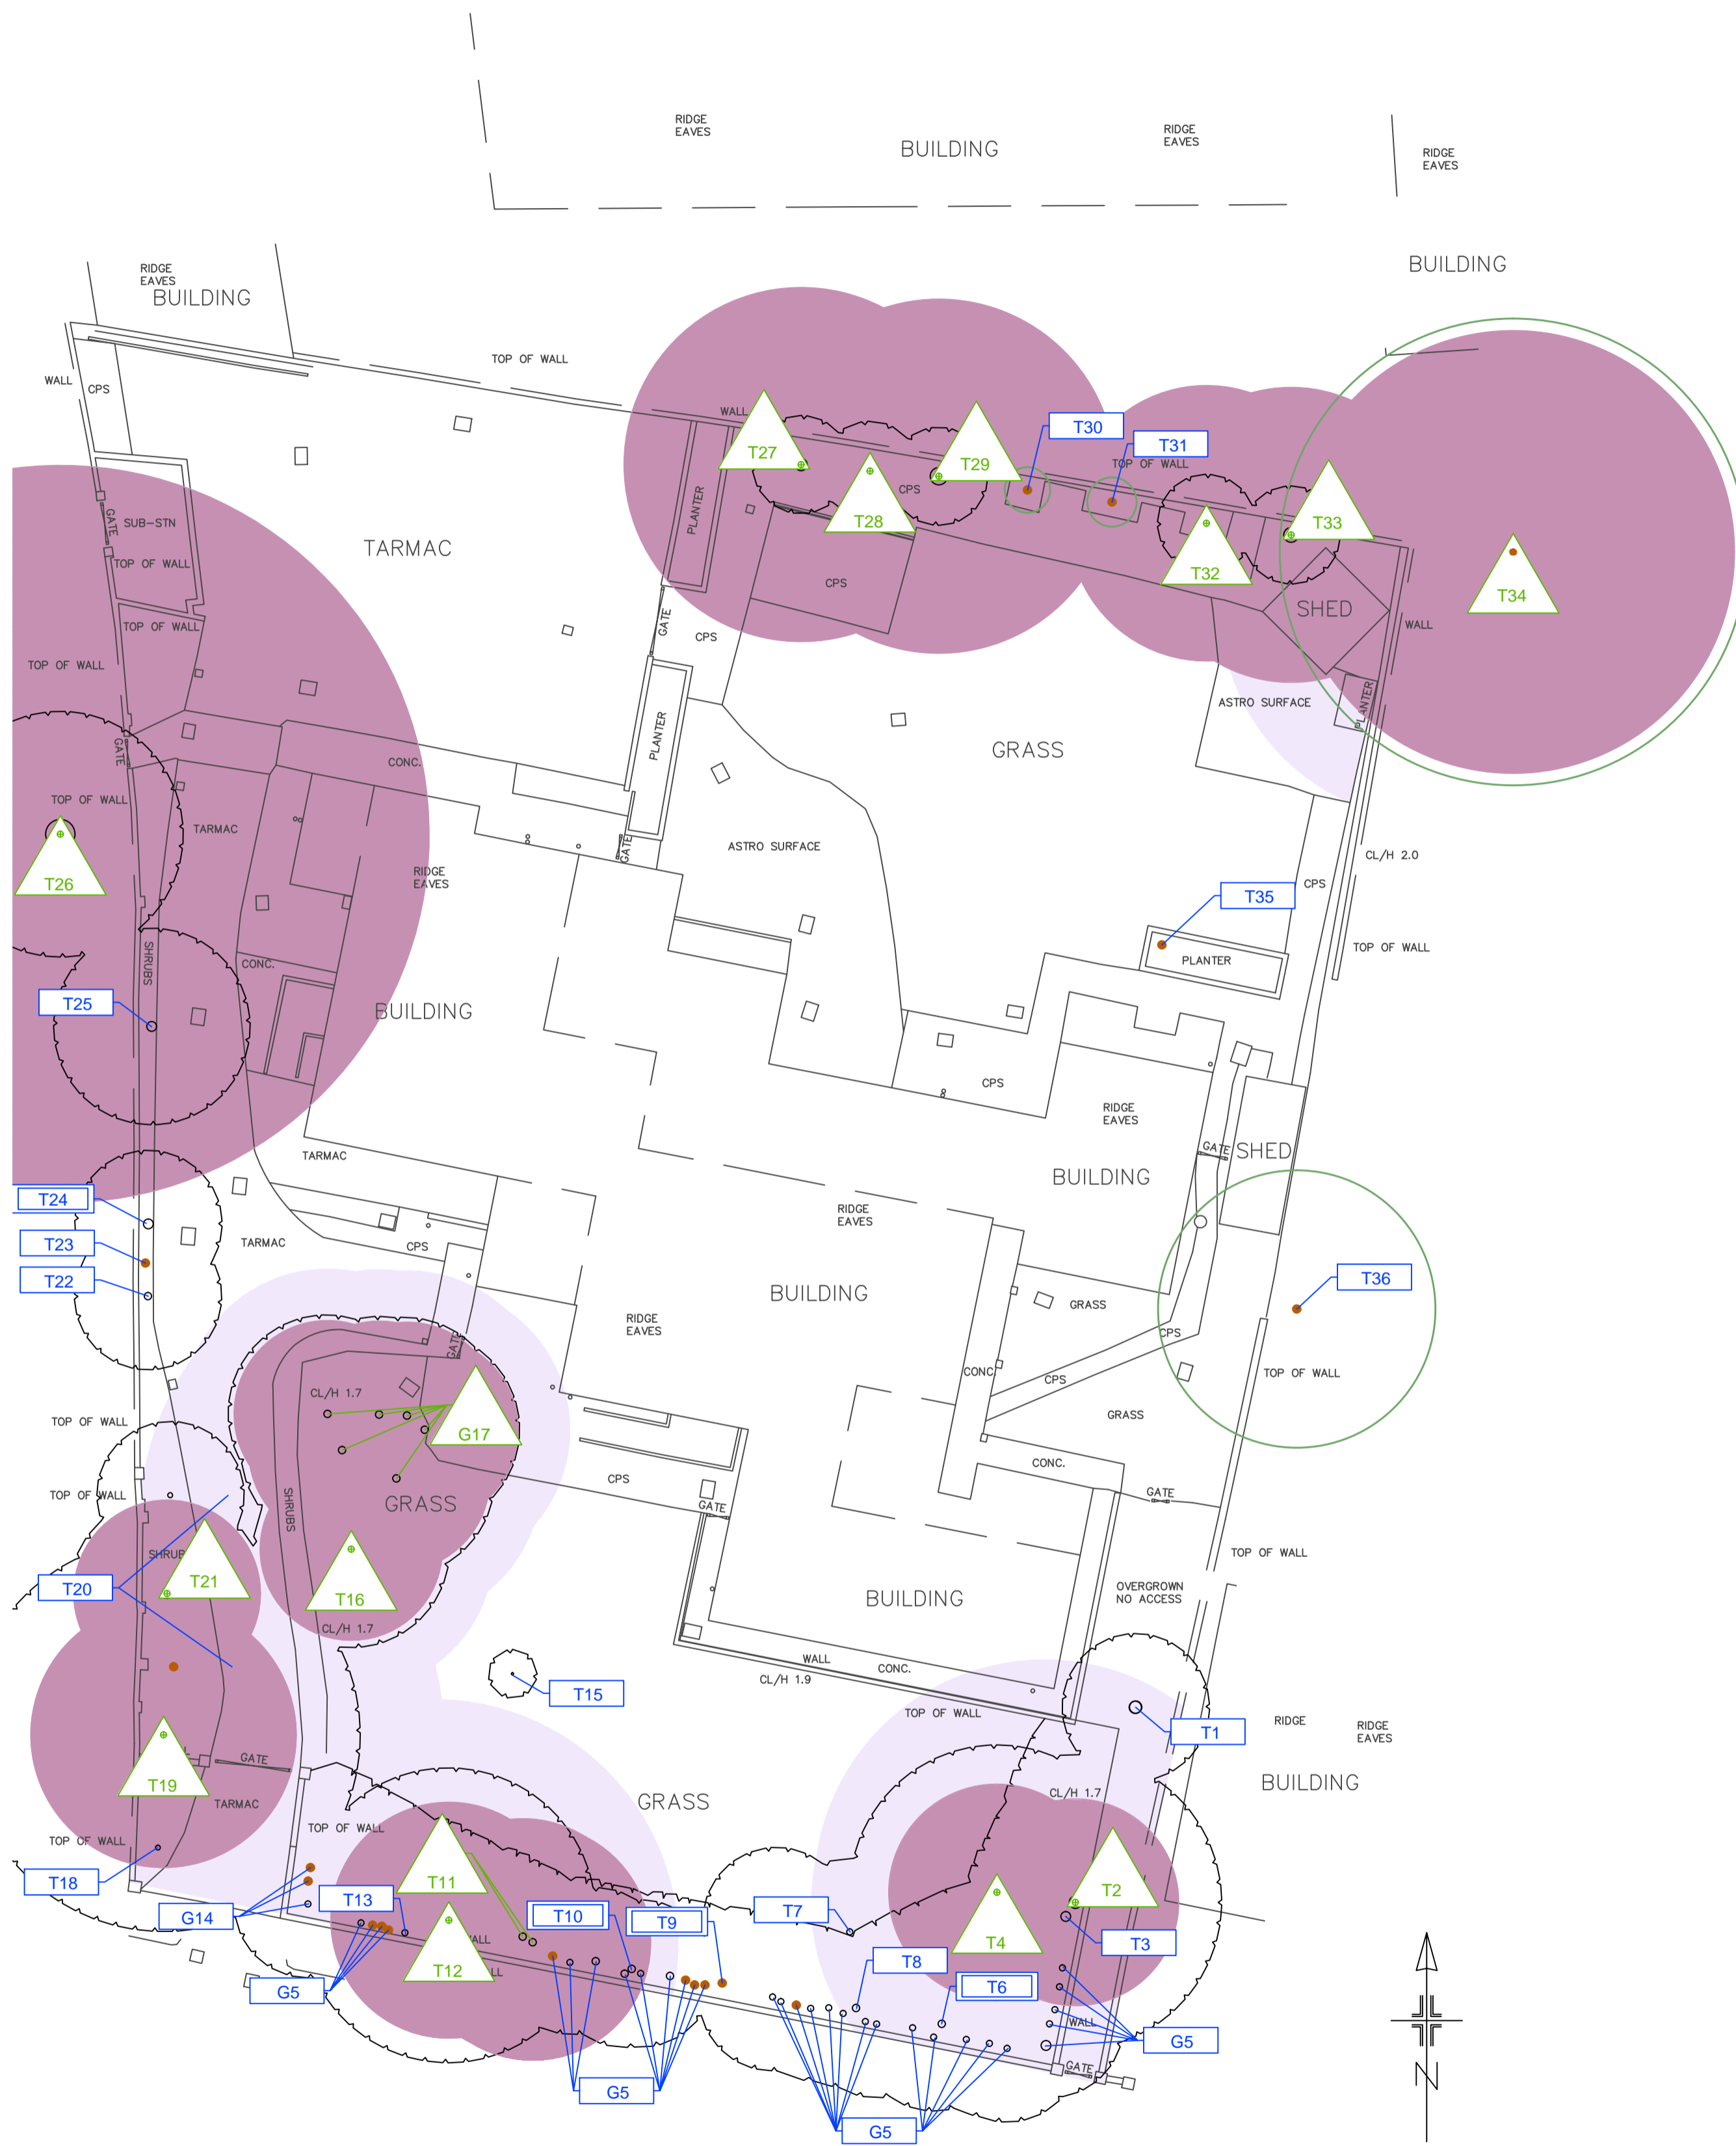 RIDGE
EAVES
BUILDING
RIDGE
EAVES
RIDGE
EAVES
BUILDING
RIDGE
EAVES
BUILDING
TOP OF WALL
WALL
CPS
WALL
T27
T28
T29
CPS
T30
T31
TOP OF WALL
PLANTER
CPS
T32
T33
T34
SHED
WALL
GATE
SUB-STN
TOP OF WALL
TARMAC
TOP OF WALL
TOP OF WALL
GATE
CPS
ASTRO SURFACE
PLANTER
GATE
PLANTER
GRASS
CONC.
TOP OF WALL
TARMAC
ASTRO SURFACE
GATE
CL/H 2.0
T26
RIDGE
EAVES
CPS
T35
SHRUBS
CONC.
TOP OF WALL
PLANTER
T25
BUILDING
CPS
RIDGE
EAVES
TARMAC
GATE
SHED
BUILDING
T24
RIDGE
EAVES
T23
TARMAC
CPS
T22
T36
BUILDING
GRASS
RIDGE
EAVES
CPS
GATE
CONC.
CPS
TOP OF WALL
CL/H 1.7
GRASS
TOP OF WALL
G17
CONC.
CPS
GATE
TOP OF WALL
SHRUBS
GRASS
GATE
TOP OF WALL
SHRUB
T21
T20
T16
OVERGROWN
NO ACCESS
BUILDING
CL/H 1.7
WALL
CONC.
CL/H 1.9
T15
TOP OF WALL
T1
RIDGE
RIDGE
EAVES
GATE
T19
BUILDING
CL/H 1.7
TARMAC
GRASS
TOP OF WALL
TOP OF WALL
T11
T18
T13
G14
T10
T9
T7
T2
T4
T3
T12
T8
T6
G5
WALL
G5
GATE
G5
G5
N